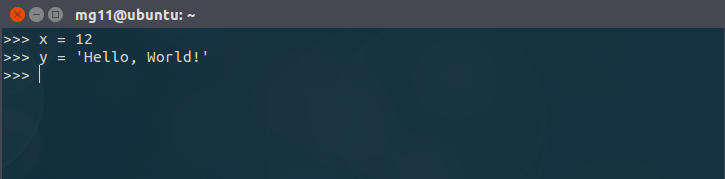 mg11@ubuntu: ~
>>> x = 12
>>> y = 'Hello, World!'
>>>